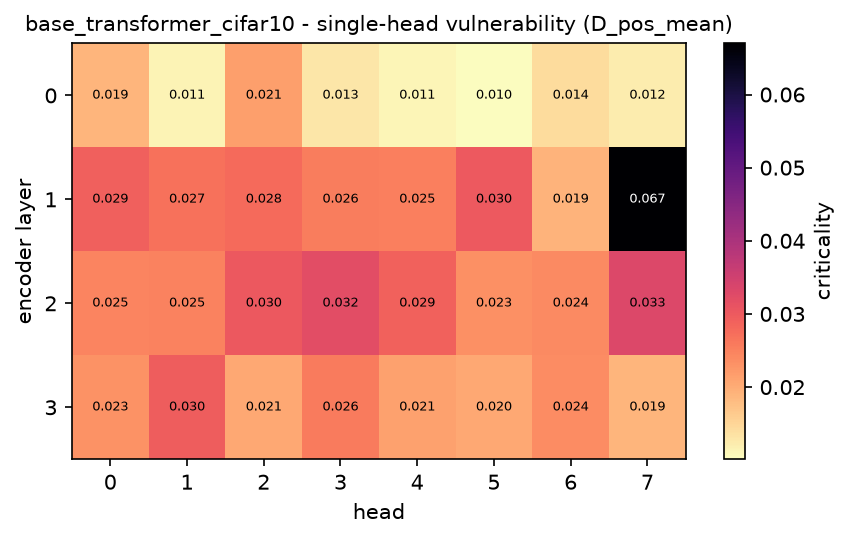 base_transformer_cifar10 - single-head vulnerability (D_pos_mean)
0 0.019 0.011 0.021 0.013 0.011 0.010 0.014 0.012
1 0.029 0.027 0.028 0.026 0.025 0.030 0.019 0.067
2 0.025 0.025 0.030 0.032 0.029 0.023 0.024 0.033
3 0.023 0.030 0.021 0.026 0.021 0.020 0.024 0.019
0 1 2 3 4 5 6 7
head
encoder layer
0.06
0.05
0.04
0.03
0.02
criticality